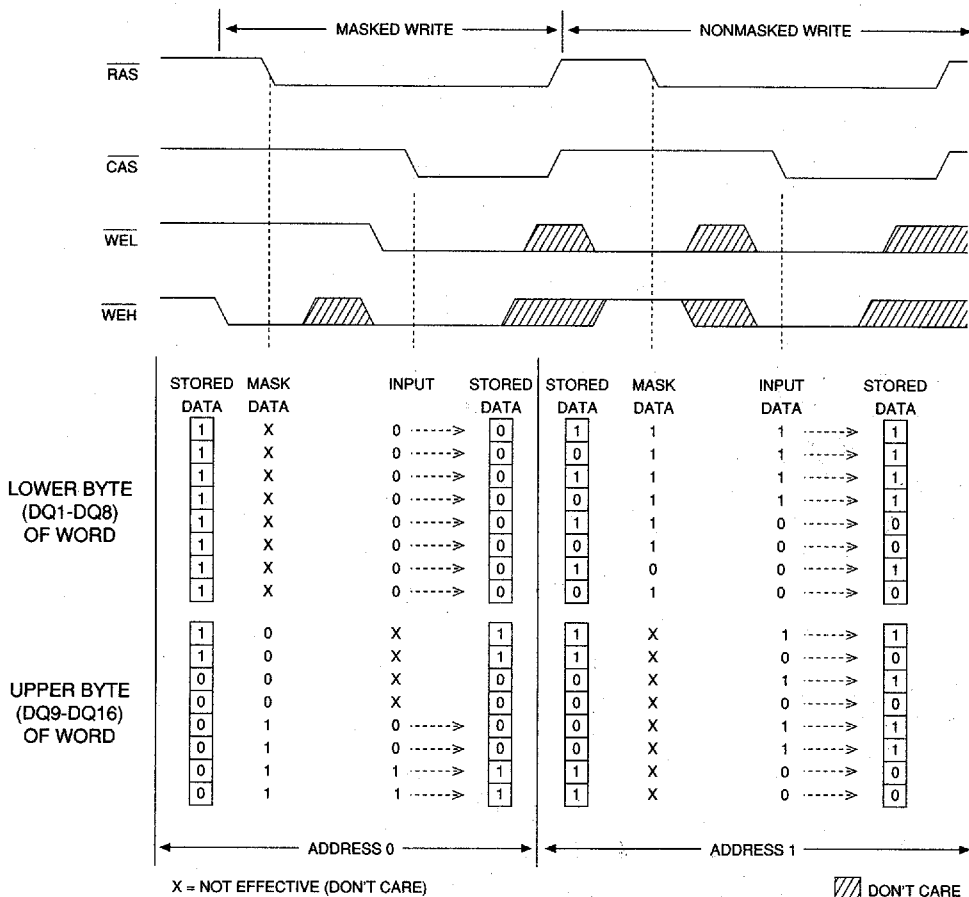 MASKED WRITE NONMASKED WRITE
RAS
CAS
WEL
WEH
STORED MASK INPUT STORED STORED MASK INPUT STORED
DATA DATA DATA DATA DATA DATA DATA
1 X 0 0 1 1 1 1
1 X 0 0 0 1 1 1
1 X 0 0 1 1 1 1
1 X 0 0 0 1 1 1
1 X 0 0 1 1 0 0
1 X 0 0 0 1 0 0
1 X 0 0 1 0 0 1
1 X 0 0 0 1 0 0
LOWER BYTE
(DQ1-DQ8)
OF WORD
1 0 X 1 1 X 1 1
1 0 X 1 1 X 0 0
0 0 X 0 0 X 1 1
0 0 X 0 0 X 0 0
0 1 0 0 0 X 1 1
0 1 0 0 0 X 1 1
0 1 1 1 1 X 0 0
0 1 1 1 1 X 0 0
UPPER BYTE
(DQ9-DQ16)
OF WORD
ADDRESS 0 ADDRESS 1
X = NOT EFFECTIVE (DON'T CARE) DON'T CARE